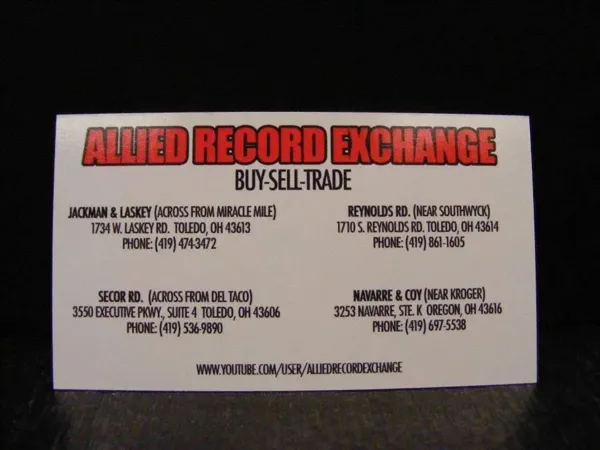 ALLIED RECORD EXCHANGE
BUY-SELL-TRADE
JACKMAN & LASKEY (ACROSS FROM MIRACLE MILE)
1734 W. LASKEY RD. TOLEDO, OH 43613
PHONE: (419) 474-3472
REYNOLDS RD. (NEAR SOUTHWYCK)
1710 S. REYNOLDS RD. TOLEDO, OH 43614
PHONE: (419) 861-1605
SECOR RD. (ACROSS FROM DEL TACO)
3550 EXECUTIVE PKWY., SUITE 4 TOLEDO, OH 43606
PHONE: (419) 536-9890
NAVARRE & COY (NEAR KROGER)
3253 NAVARRE, STE. K OREGON, OH 43616
PHONE: (419) 697-5538
WWW.YOUTUBE.COM/USER/ALLIEDRECORDEXCHANGE